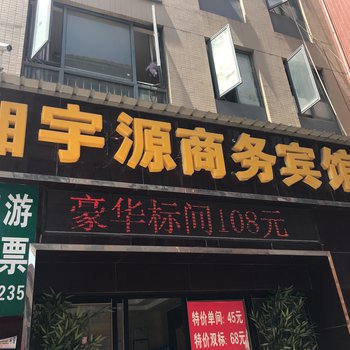 湖宇源商务宾馆
豪华标间108元
游
票
235
特价单间: 45元
特价双标: 68元